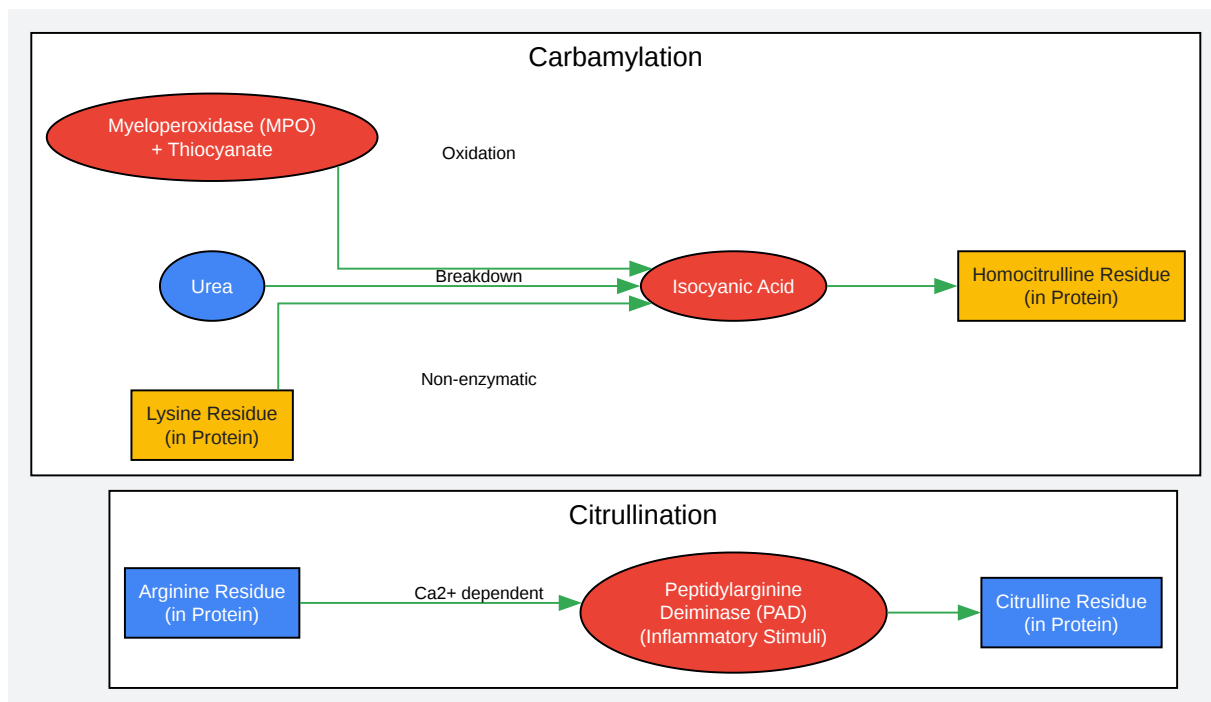 Carbamylation
Myeloperoxidase (MPO)
+ Thiocyanate
Oxidation
Urea
Breakdown
Isocyanic Acid
Homocitrulline Residue
(in Protein)
Non-enzymatic
Lysine Residue
(in Protein)
Citrullination
Arginine Residue
(in Protein)
Ca2+ dependent
Peptidylarginine
Deiminase (PAD)
(Inflammatory Stimuli)
Citrulline Residue
(in Protein)